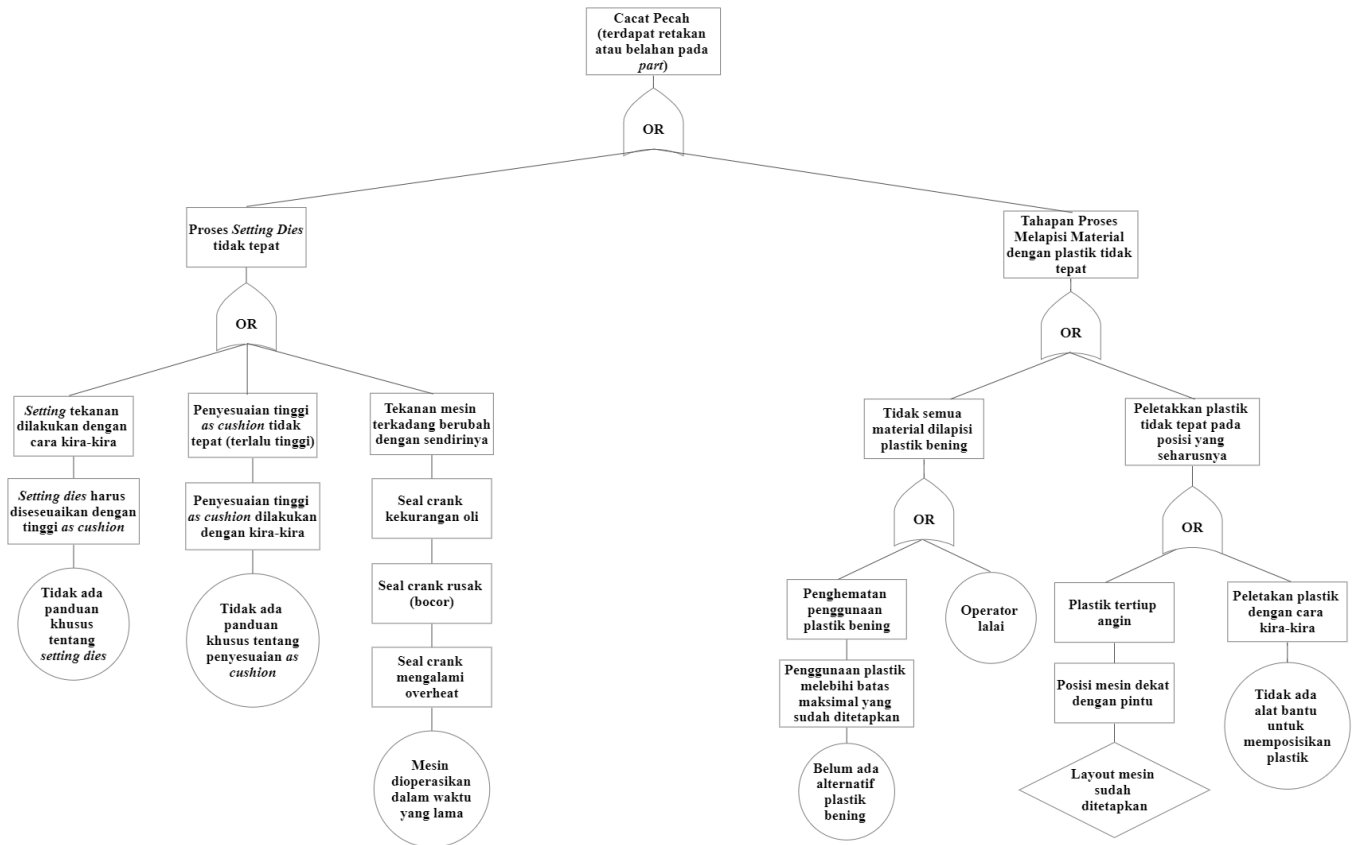 Cacat Pecah
(terdapat retakan
atau belahan pada
part)
OR
Proses Setting Dies
tidak tepat
Tahapan Proses
Melapisi Material
dengan plastik tidak
tepat
OR
OR
Setting tekanan
dilakukan dengan
cara kira-kira
Penyesuaian tinggi
as cushion tidak
tepat (terlalu tinggi)
Tekanan mesin
terkadang berubah
dengan sendirinya
Tidak semua
material dilapisi
plastik bening
Peletakkan plastik
tidak tepat pada
posisi yang
seharusnya
Setting dies harus
diseseuaikan dengan
tinggi as cushion
Penyesuaian tinggi
as cushion dilakukan
dengan kira-kira
Seal crank
kekurangan oli
OR
OR
Tidak ada
panduan
khusus
tentang
setting dies
Tidak ada
panduan
khusus tentang
penyesuaian as
cushion
Seal crank rusak
(bocor)
Penghematan
penggunaan
plastik bening
Operator
lalai
Plastik tertiup
angin
Peletakan plastik
dengan cara
kira-kira
Seal crank
mengalami
overheat
Penggunaan plastik
melebihi batas
maksimal yang
sudah ditetapkan
Posisi mesin dekat
dengan pintu
Tidak ada
alat bantu
untuk
memposisikan
plastik
Mesin
dioperasikan
dalam waktu
yang lama
Belum ada
alternatif
plastik
bening
Layout mesin
sudah
ditetapkan